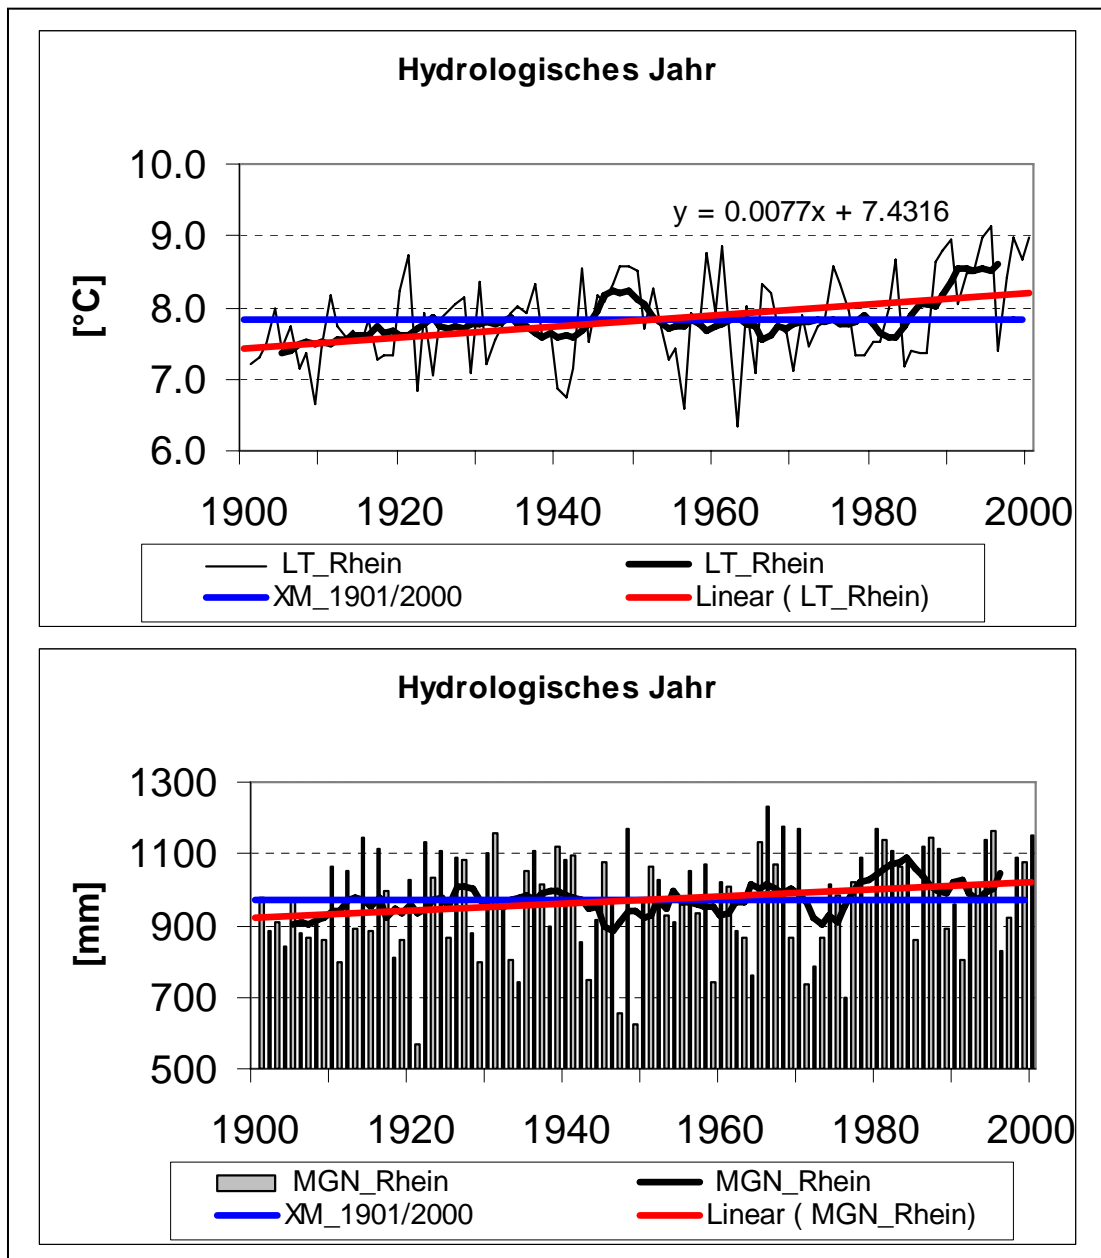 Hydrologisches Jahr
10.0
y = 0.0077x + 7.4316
9.0
8.0
7.0
6.0
[°C]
1900 1920 1940 1960 1980 2000
LT_Rhein LT_Rhein
XM_1901/2000 Linear ( LT_Rhein)
Hydrologisches Jahr
1300
1100
900
700
500
[mm]
1900 1920 1940 1960 1980 2000
MGN_Rhein MGN_Rhein
XM_1901/2000 Linear ( MGN_Rhein)